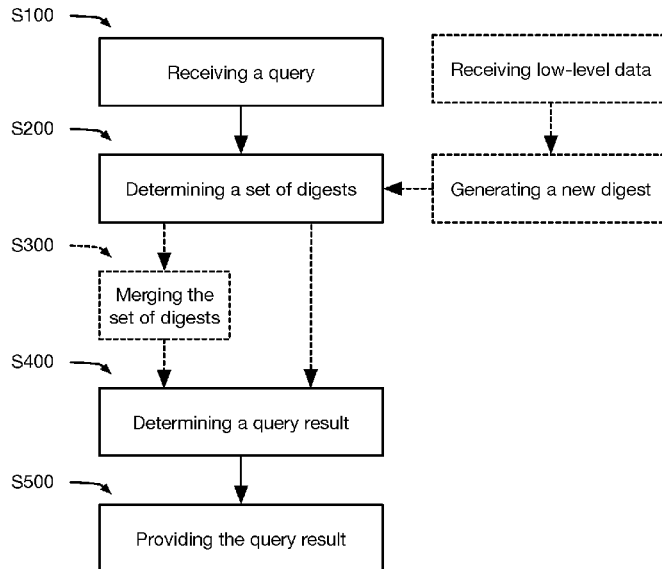 S100
Receiving a query
Receiving low-level data
S200
Determining a set of digests
Generating a new digest
S300
Merging the
set of digests
S400
Determining a query result
S500
Providing the query result